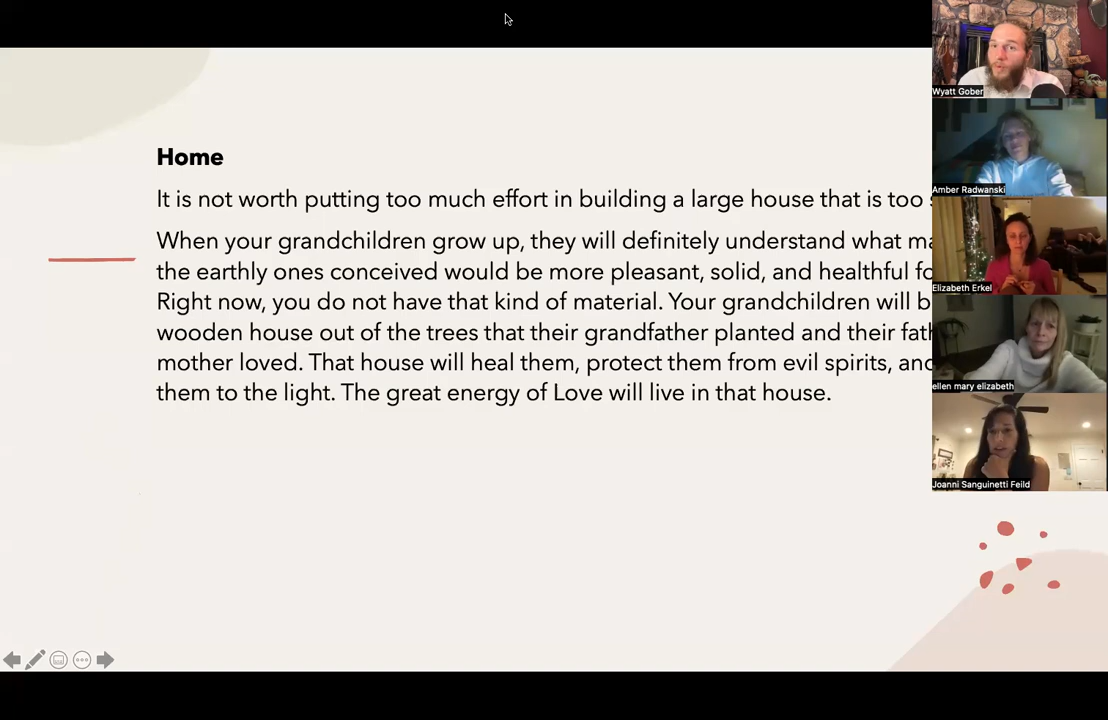 Home
It is not worth putting too much effort in building a large house that is too
When your grandchildren grow up, they will definitely understand what
the earthly ones conceived would be more pleasant, solid, and healthful
Right now, you do not have that kind of material. Your grandchildren will
wooden house out of the trees that their grandfather planted and their
mother loved. That house will heal them, protect them from evil spirits, and
them to the light. The great energy of Love will live in that house.
Wyatt Gober
Amber Radwanski
Elizabeth Erkel
ellen mary elizabeth
Joanni Sanguinetti Feild